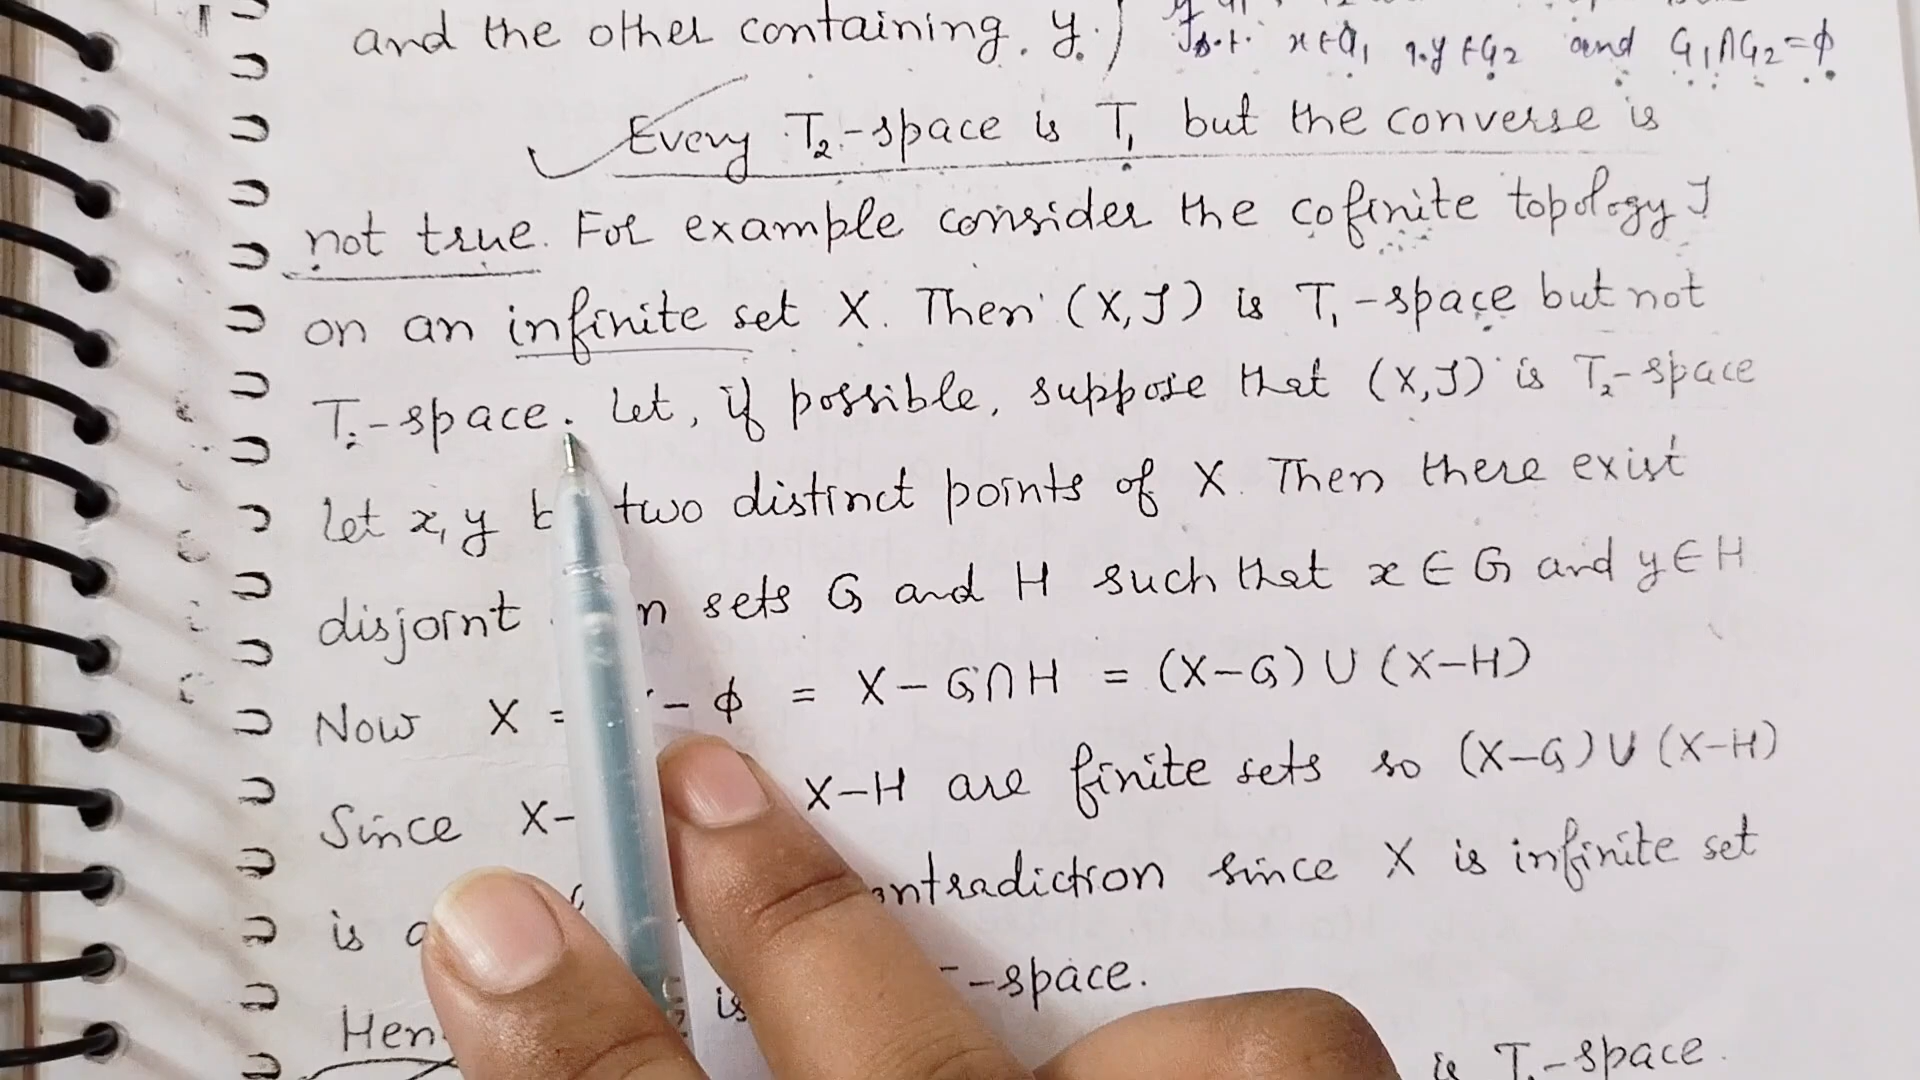 and the other containing y.) s.t. x∈G₁, y∈G₂ and G₁∩G₂=ϕ
Every T₂-space is T₁ but the converse is
not true. For example consider the cofinite topology J
on an infinite set X. Then (X,J) is T₁-space but not
T₂-space. Let, if possible, suppose that (X,J) is T₂-space
Let x,y two distinct points of X. Then there exist
disjoint sets G and H such that x∈G and y∈H
Now X = - ϕ = X-G∩H = (X-G)∪(X-H)
Since X- X-H are finite sets so (X-G)∪(X-H)
is contradiction since X is infinite set
is -space.
is T -space.